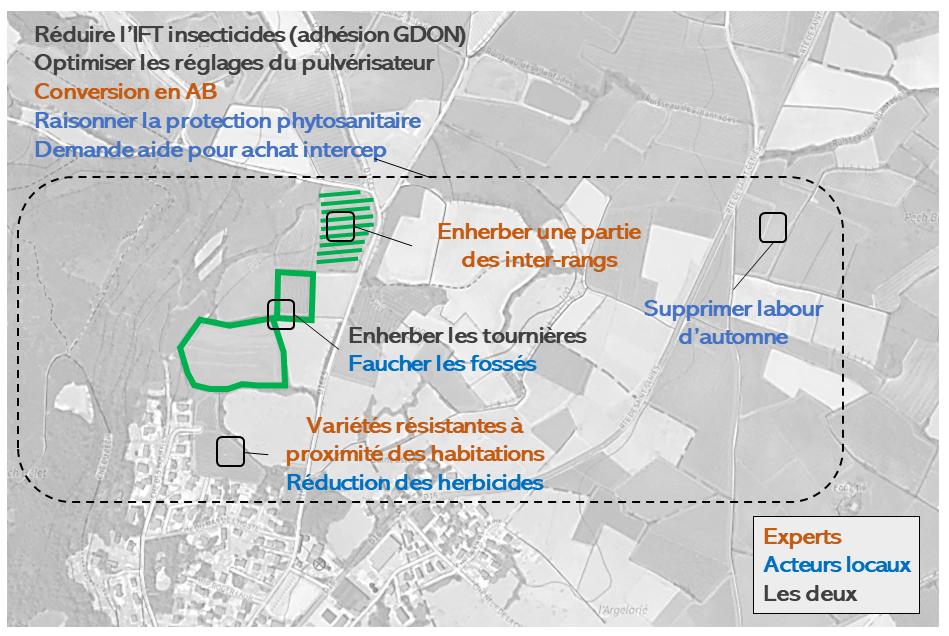 Réduire l'IFT insecticides (adhésion GDON)
Optimiser les réglages du pulvérisateur
Conversion en AB
Raisonner la protection phytosanitaire
Demande aide pour achat intercep
Enherber une partie
des inter-rangs
Supprimer labour
d'automne
Enherber les tournières
Faucher les fossés
Variétés résistantes à
proximité des habitations
Réduction des herbicides
Experts
Acteurs locaux
Les deux
l'Argelorié